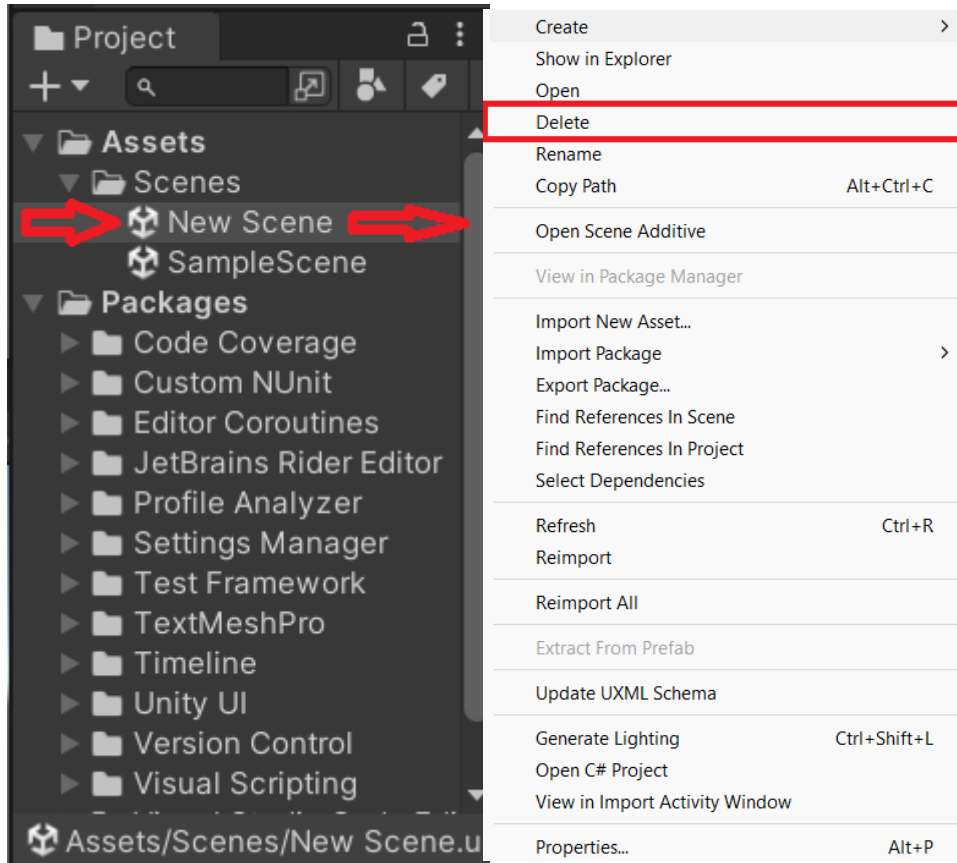 Project
Assets
Scenes
New Scene
SampleScene
Packages
Code Coverage
Custom NUnit
Editor Coroutines
JetBrains Rider Editor
Profile Analyzer
Settings Manager
Test Framework
TextMeshPro
Timeline
Unity UI
Version Control
Visual Scripting
Assets/Scenes/New Scene.u
Create
Show in Explorer
Open
Delete
Rename
Copy Path Alt+Ctrl+C
Open Scene Additive
View in Package Manager
Import New Asset...
Import Package
Export Package...
Find References In Scene
Find References In Project
Select Dependencies
Refresh Ctrl+R
Reimport
Reimport All
Extract From Prefab
Update UXML Schema
Generate Lighting Ctrl+Shift+L
Open C# Project
View in Import Activity Window
Properties... Alt+P